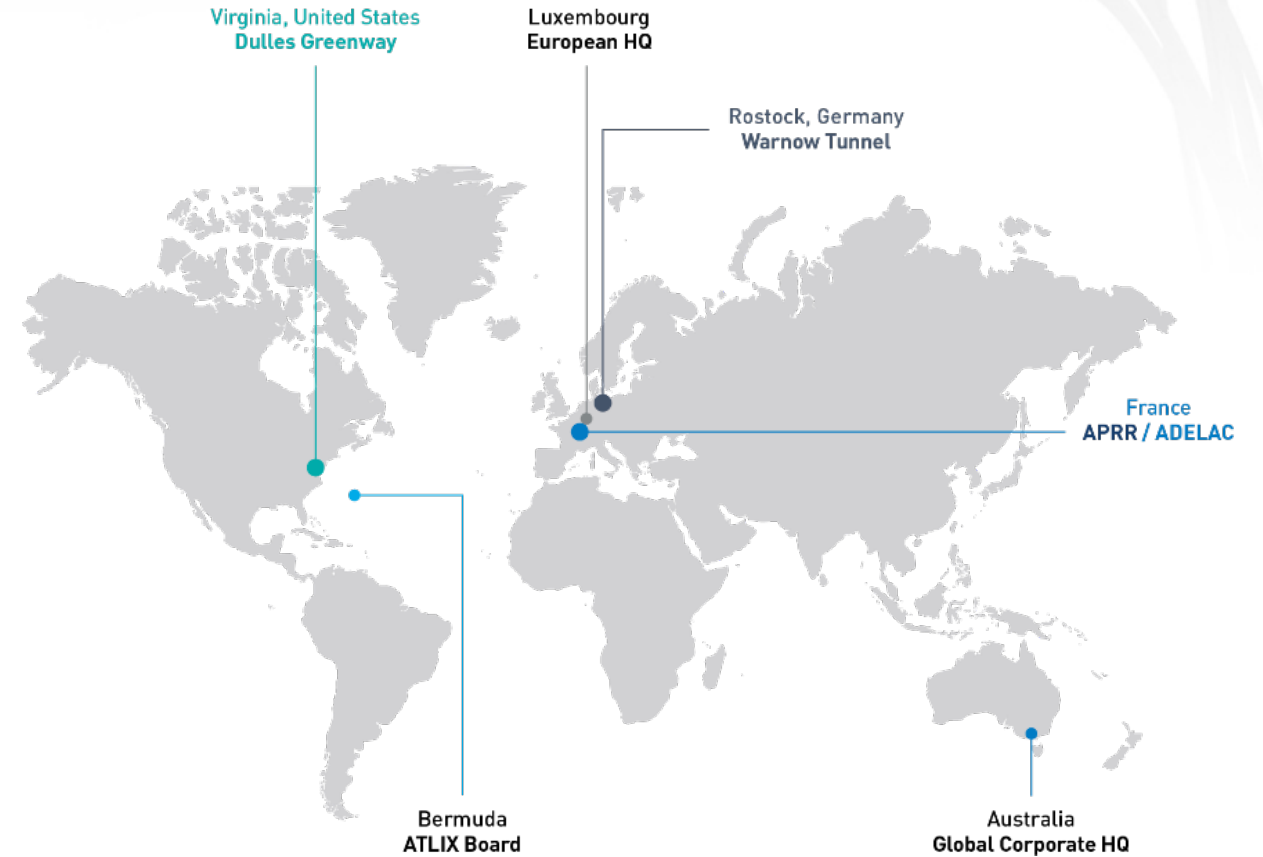 Virginia, United States
Dulles Greenway
Luxembourg
European HQ
Rostock, Germany
Warnow Tunnel
France
APRR / ADELAC
Bermuda
ATLIX Board
Australia
Global Corporate HQ